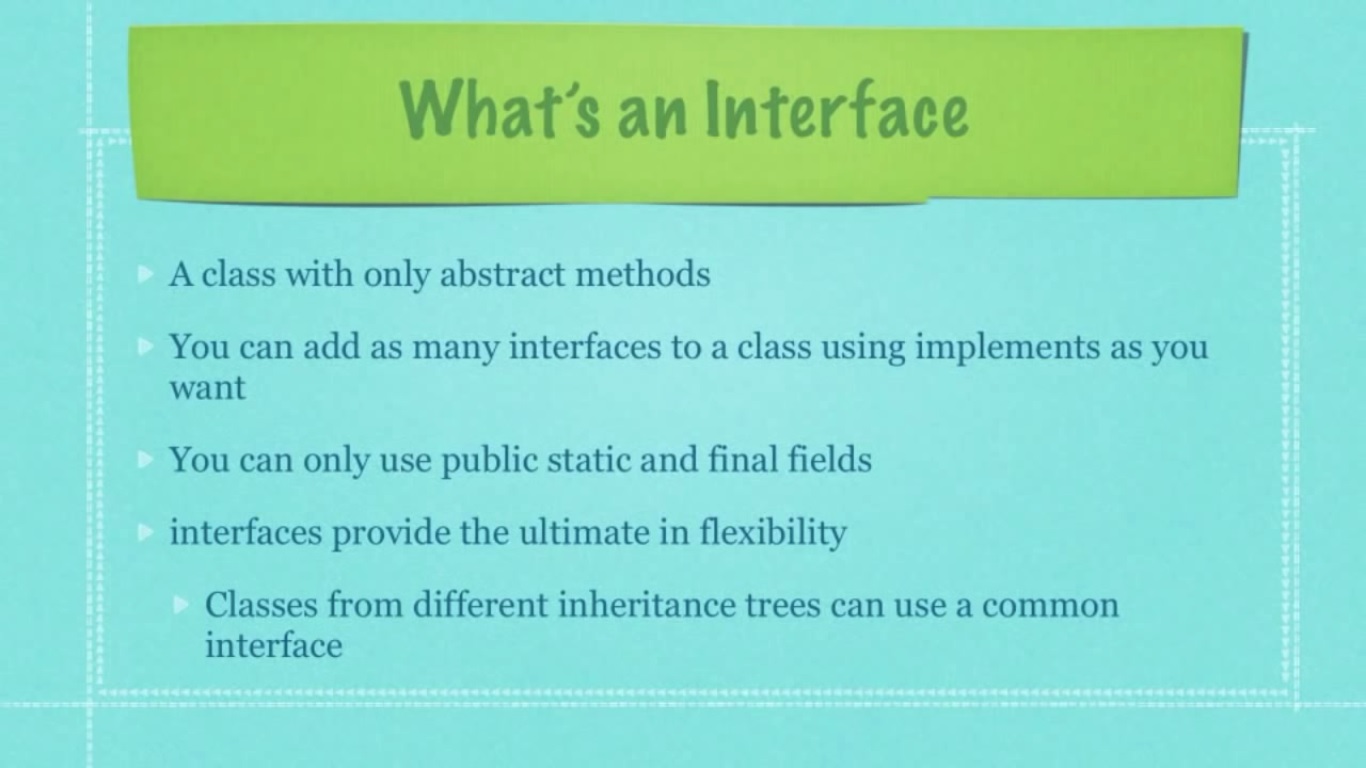 What's an Interface
A class with only abstract methods
You can add as many interfaces to a class using implements as you
want
You can only use public static and final fields
interfaces provide the ultimate in flexibility
Classes from different inheritance trees can use a common
interface